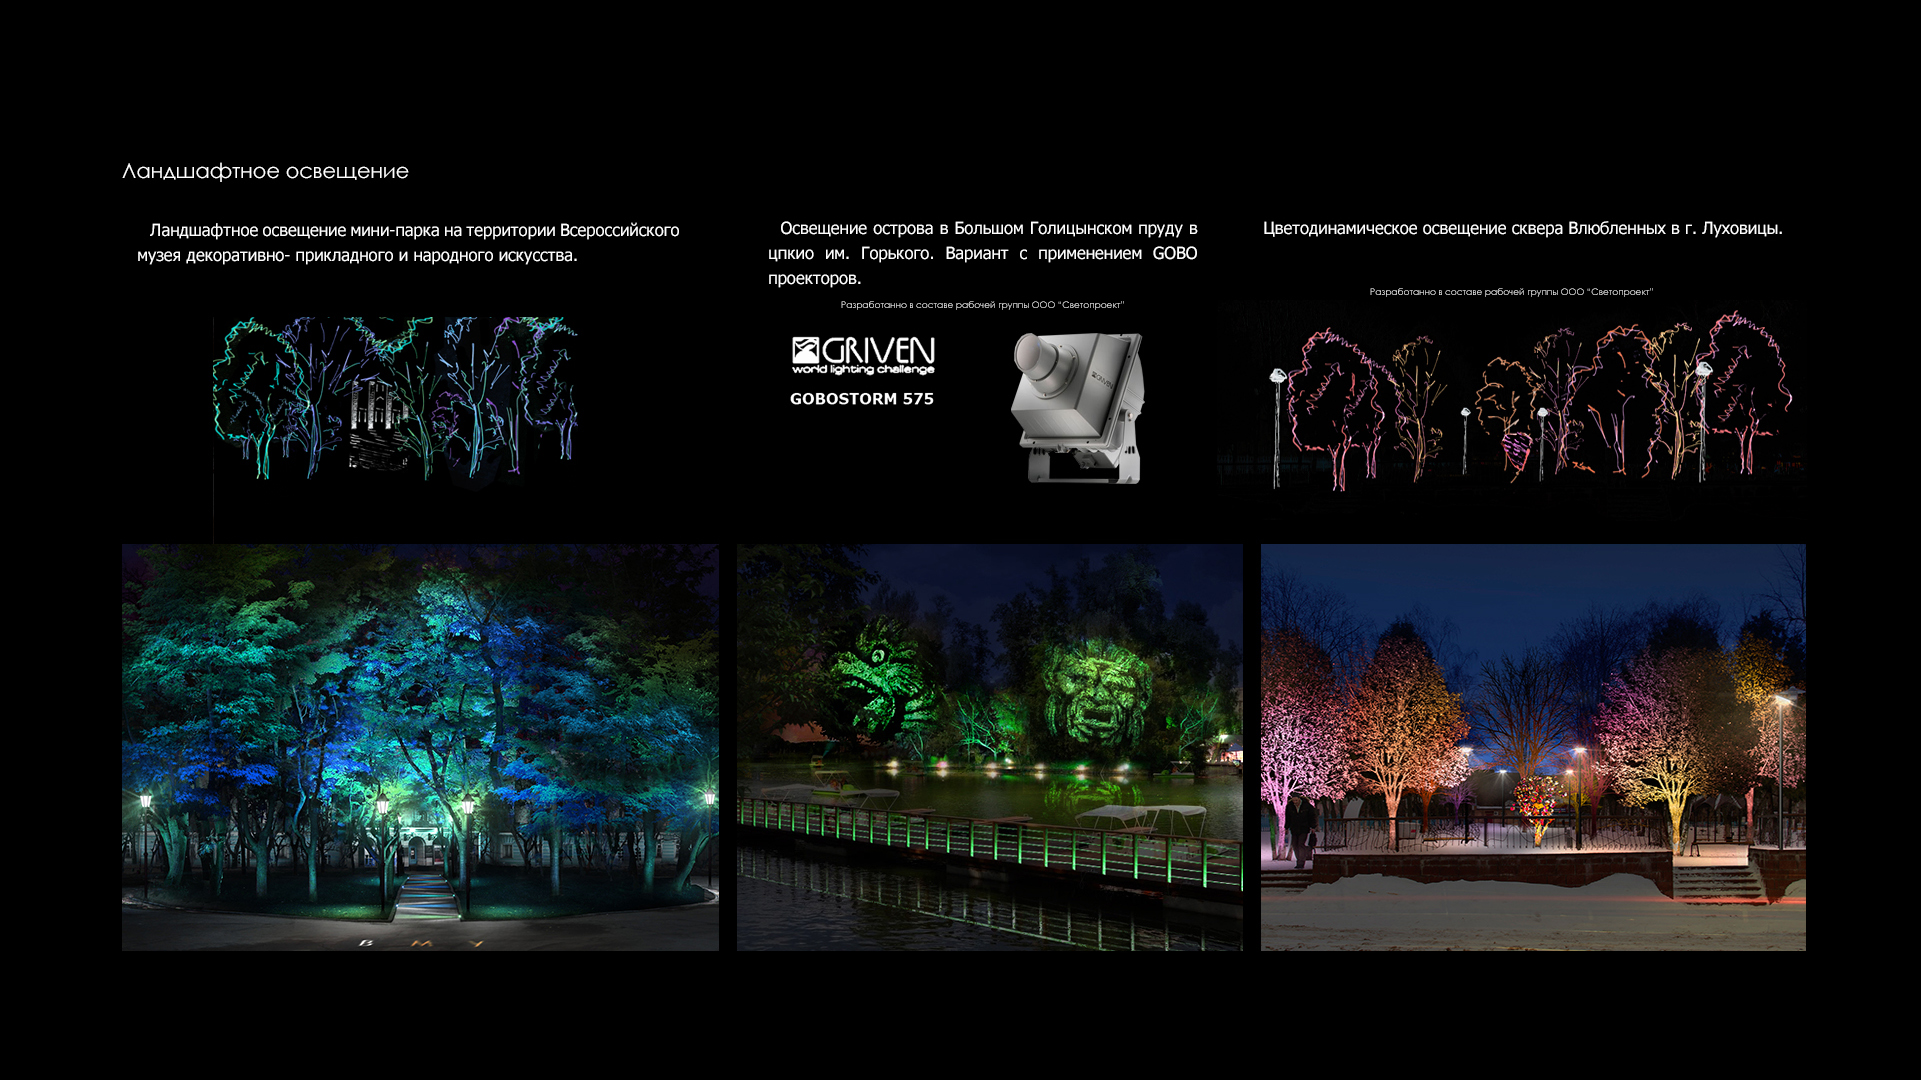 Ландшафтное освещение
Ландшафтное освещение мини-парка на территории Всероссийского
музея декоративно- прикладного и народного искусства.
Освещение острова в Большом Голицынском пруду в
цпкио им. Горького. Вариант с применением GOBO
проекторов.
Разработанно в составе рабочей группы ООО "Светопроект"
GRIVEN
world lighting challenge
GOBOSTORM 575
GRIVEN
Цветодинамическое освещение сквера Влюбленных в г. Луховицы.
Разработанно в составе рабочей группы ООО "Светопроект"
В М У